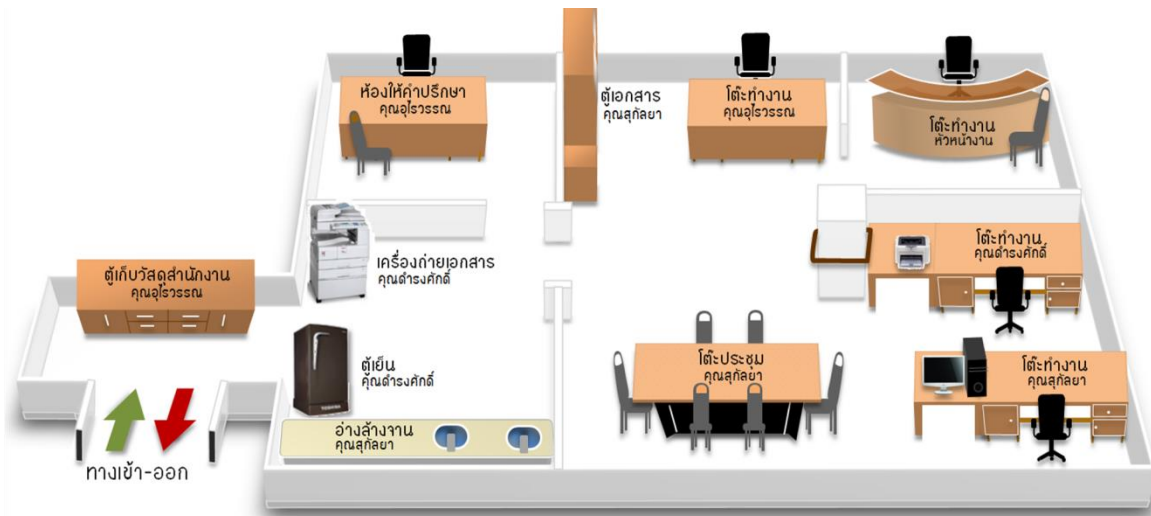 ห้องให้คำปรึกษา
คุณอุไรวรรณ
ตู้เอกสาร
คุณสุกัลยา
โต๊ะทำงาน
คุณอุไรวรรณ
โต๊ะทำงาน
หัวหน้างาน
ตู้เก็บวัสดุสำนักงาน
คุณอุไรวรรณ
เครื่องถ่ายเอกสาร
คุณดำรงศักดิ์
โต๊ะทำงาน
คุณดำรงศักดิ์
ตู้เย็น
คุณดำรงศักดิ์
โต๊ะประชุม
คุณสุกัลยา
โต๊ะทำงาน
คุณสุกัลยา
อ่างล้างจาน
คุณสุกัลยา
ทางเข้า-ออก
TOSHIBA